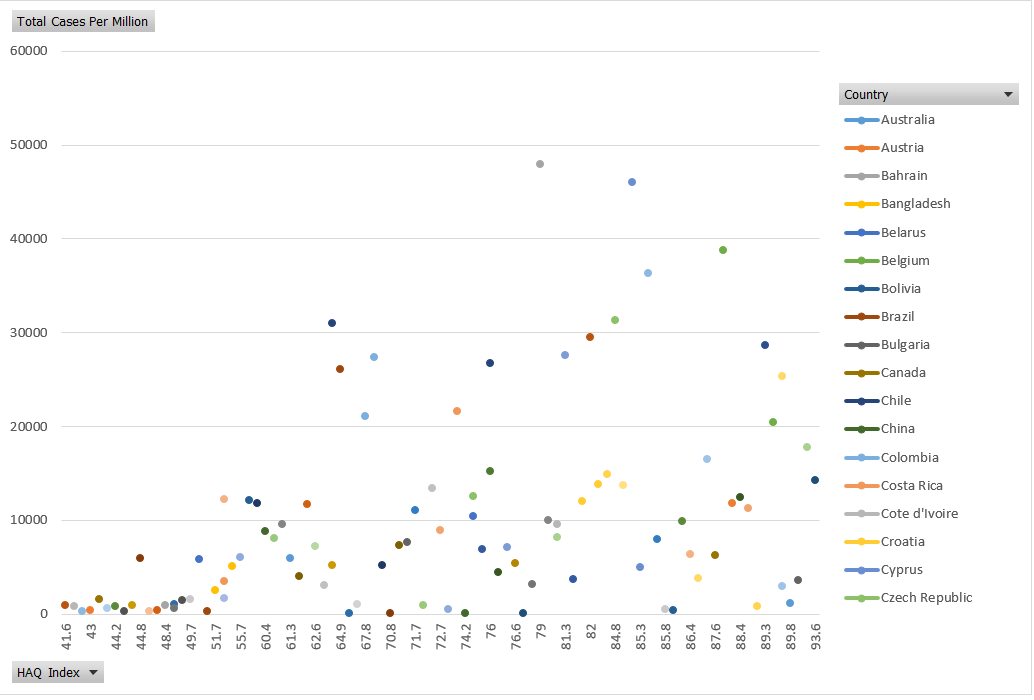 Total Cases Per Million
60000
50000
40000
30000
20000
10000
0
41.6 43 44.2 44.8 48.4 49.7 51.7 55.7 60.4 61.3 62.6 64.9 67.8 70.8 71.7 72.7 74.2 76 76.6 79 81.3 82 84.8 85.3 85.8 86.4 87.6 88.4 89.3 89.8 93.6
HAQ Index
Country
Australia
Austria
Bahrain
Bangladesh
Belarus
Belgium
Bolivia
Brazil
Bulgaria
Canada
Chile
China
Colombia
Costa Rica
Cote d'Ivoire
Croatia
Cyprus
Czech Republic